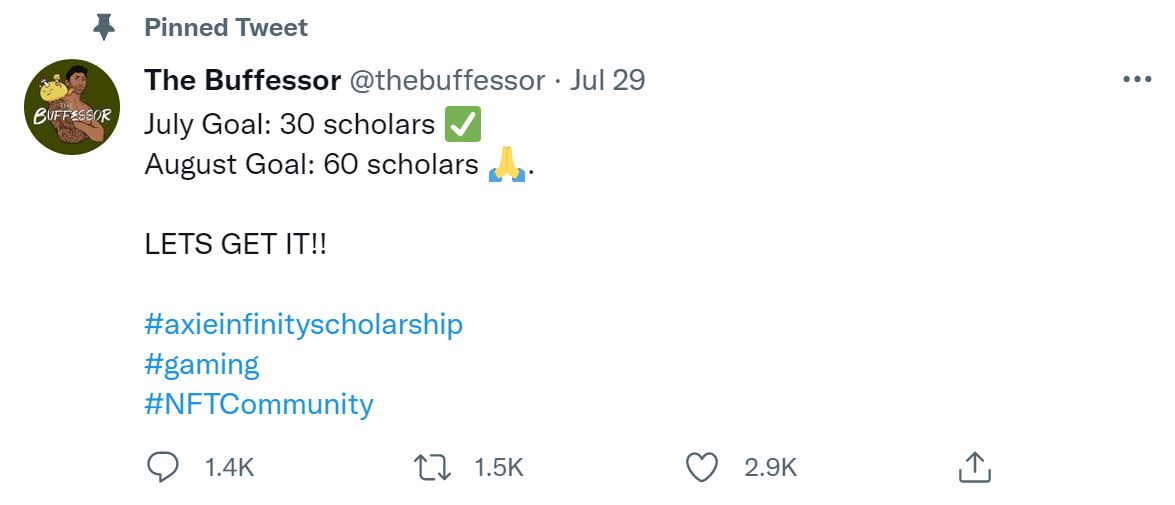 Pinned Tweet
The Buffessor @thebuffessor · Jul 29
THE
BUFFESSOR
July Goal: 30 scholars ✅
August Goal: 60 scholars 🙏.
LETS GET IT!!
#axieinfinityscholarship
#gaming
#NFTCommunity
1.4K 1.5K 2.9K